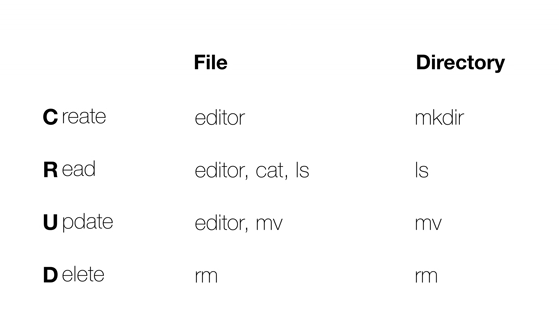 File Directory
Create editor mkdir
Read editor, cat, ls ls
Update editor, mv mv
Delete rm rm